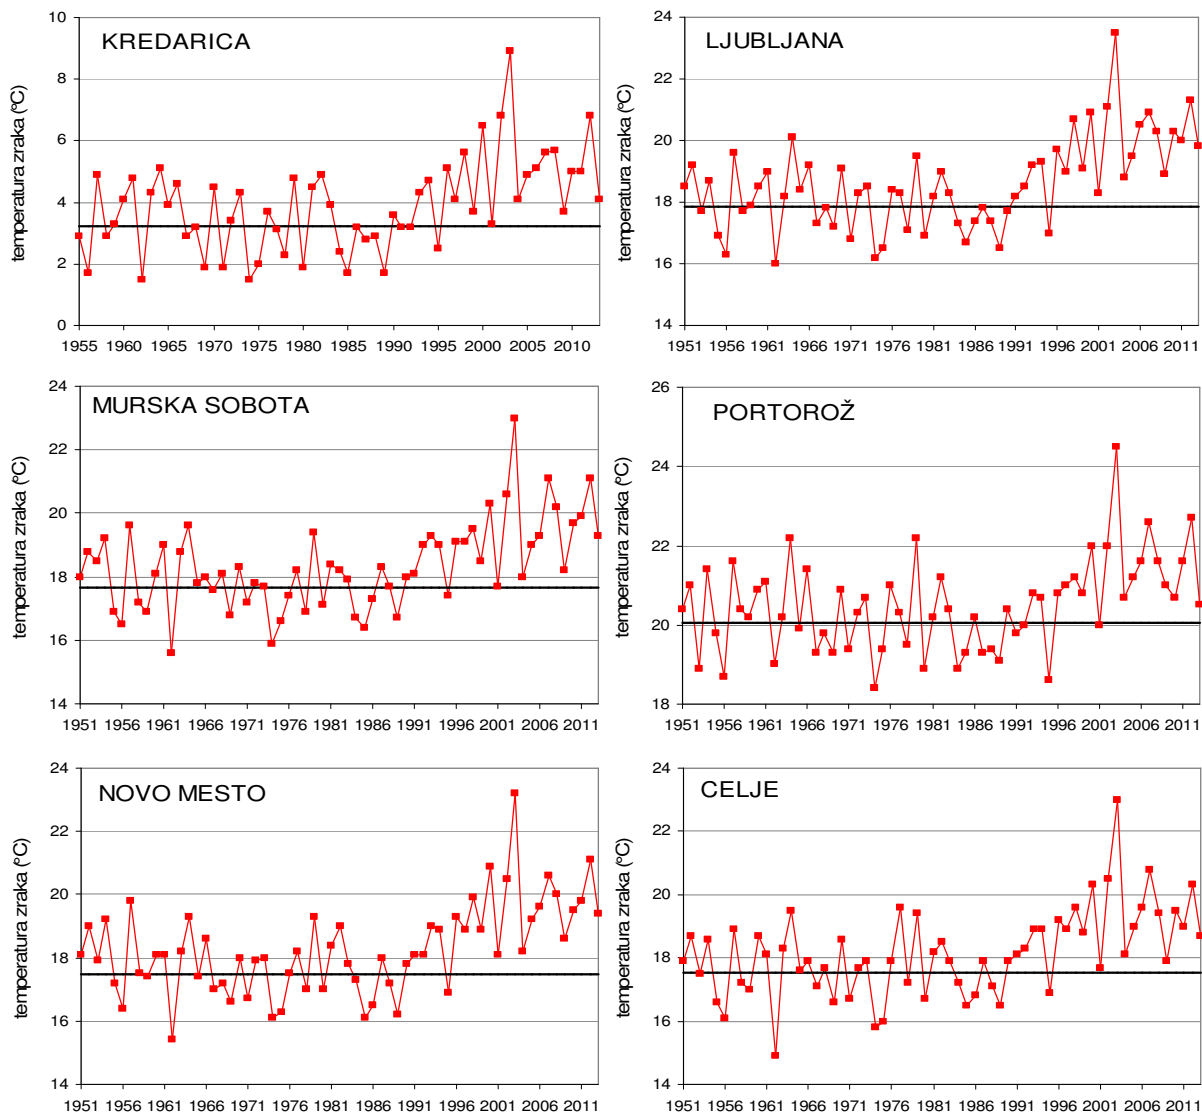 KREDARICA
temperatura zraka (°C)
10
8
6
4
2
0
1955 1960 1965 1970 1975 1980 1985 1990 1995 2000 2005 2010
LJUBLJANA
temperatura zraka (°C)
24
22
20
18
16
14
1951 1956 1961 1966 1971 1976 1981 1986 1991 1996 2001 2006 2011
MURSKA SOBOTA
temperatura zraka (°C)
24
22
20
18
16
14
1951 1956 1961 1966 1971 1976 1981 1986 1991 1996 2001 2006 2011
PORTOROŽ
temperatura zraka (°C)
26
24
22
20
18
1951 1956 1961 1966 1971 1976 1981 1986 1991 1996 2001 2006 2011
NOVO MESTO
temperatura zraka (°C)
24
22
20
18
16
14
1951 1956 1961 1966 1971 1976 1981 1986 1991 1996 2001 2006 2011
CELJE
temperatura zraka (°C)
24
22
20
18
16
14
1951 1956 1961 1966 1971 1976 1981 1986 1991 1996 2001 2006 2011